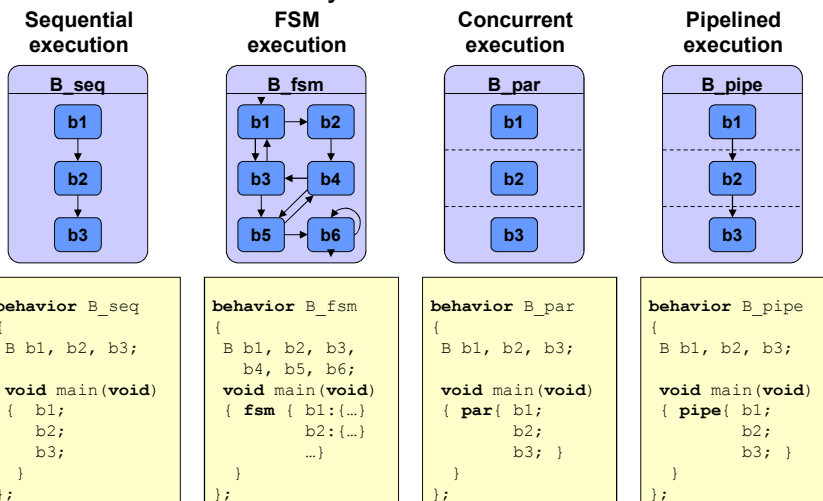 Sequential
execution
FSM
execution
Concurrent
execution
Pipelined
execution
B_seq
b1
b2
b3
B_fsm
b1 b2
b3 b4
b5 b6
B_par
b1
b2
b3
B_pipe
b1
b2
b3
behavior B_seq
{
B b1, b2, b3;
void main(void)
{ b1;
b2;
b3;
}
};
behavior B_fsm
{
B b1, b2, b3,
b4, b5, b6;
void main(void)
{ fsm { b1:{…}
b2:{…}
…}
}
};
behavior B_par
{
B b1, b2, b3;
void main(void)
{ par{ b1;
b2;
b3; }
}
};
behavior B_pipe
{
B b1, b2, b3;
void main(void)
{ pipe{ b1;
b2;
b3; }
}
};